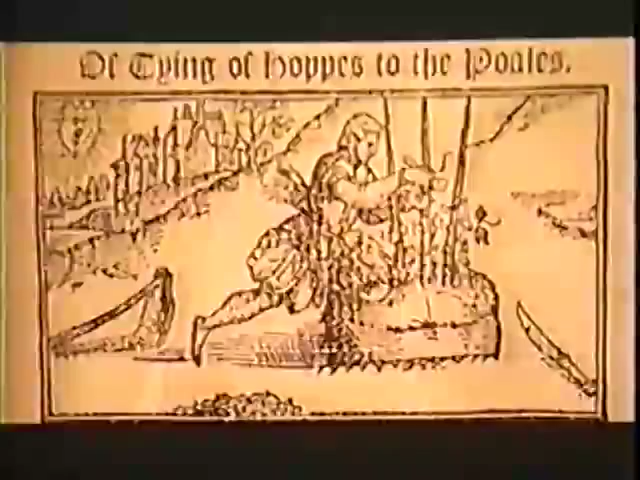 Of Tying of Hoppes to the Poales.